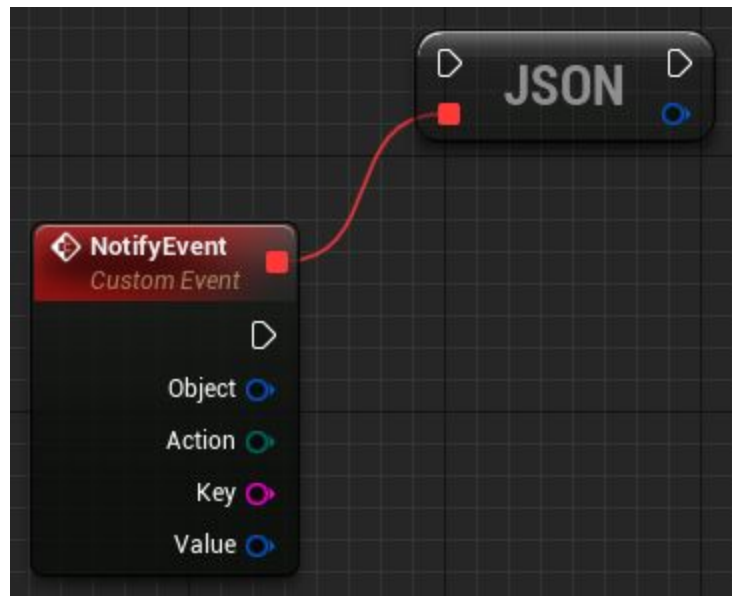 JSON
NotifyEvent
Custom Event
Object
Action
Key
Value